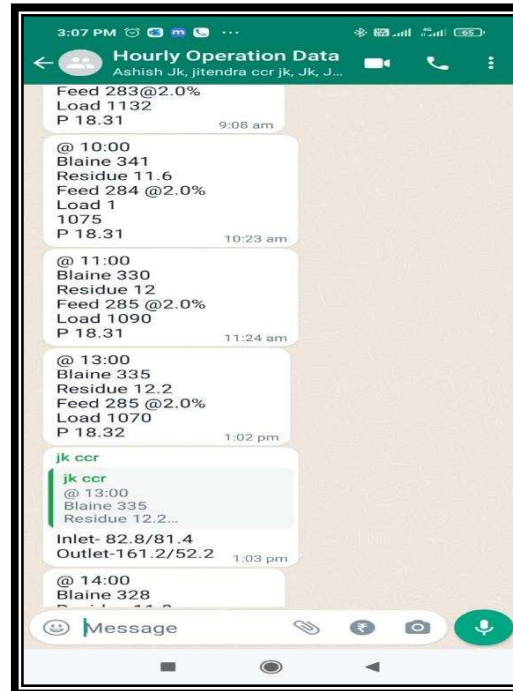 3:07 PM
65
Hourly Operation Data
Ashish Jk, jitendra ccr jk, Jk, J...
Feed 283@2.0%
Load 1132
P 18.31
9:08 am
@ 10:00
Blaine 341
Residue 11.6
Feed 284 @2.0%
Load 1
1075
P 18.31
10:23 am
@ 11:00
Blaine 330
Residue 12
Feed 285 @2.0%
Load 1090
P 18.31
11:24 am
@ 13:00
Blaine 335
Residue 12.2
Feed 285 @2.0%
Load 1070
P 18.32
1:02 pm
jk ccr
jk ccr
@ 13:00
Blaine 335
Residue 12.2...
Inlet- 82.8/81.4
Outlet-161.2/52.2
1:03 pm
@ 14:00
Blaine 328
Message